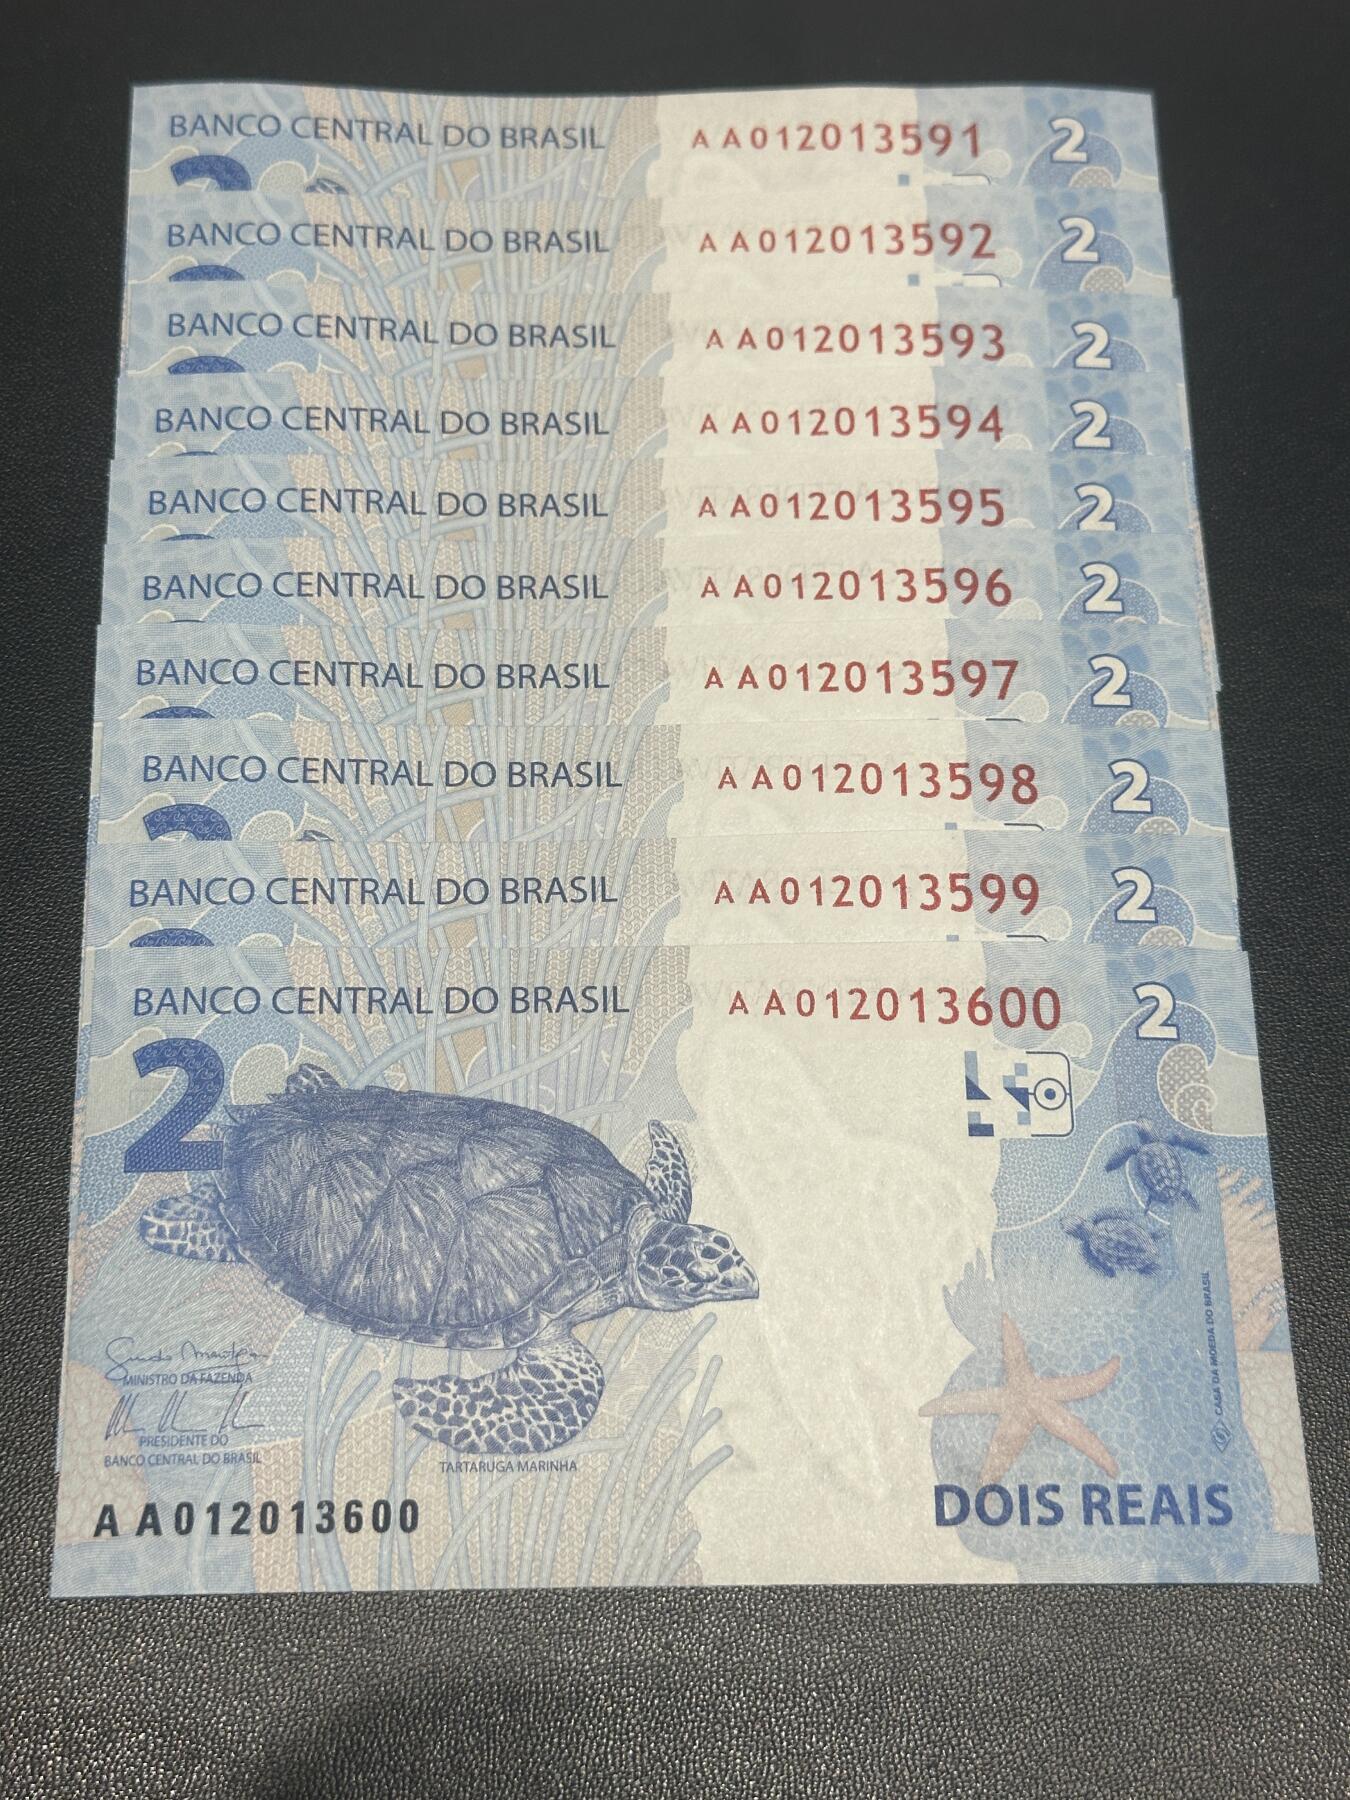 BANCO CENTRAL DO BRASIL AA012013591 2
BANCO CENTRAL DO BRASIL AA012013592 2
BANCO CENTRAL DO BRASIL AA012013593 2
BANCO CENTRAL DO BRASIL AA012013594 2
BANCO CENTRAL DO BRASIL AA012013595 2
BANCO CENTRAL DO BRASIL AA012013596 2
BANCO CENTRAL DO BRASIL AA012013597 2
BANCO CENTRAL DO BRASIL AA012013598 2
BANCO CENTRAL DO BRASIL AA012013599 2
BANCO CENTRAL DO BRASIL AA012013600 2
2
MINISTRO DA FAZENDA
PRESIDENTE DO
BANCO CENTRAL DO BRASIL
TARTARUGA MARINHA
CASA DA MOEDA DO BRASIL
AA012013600
DOIS REAIS